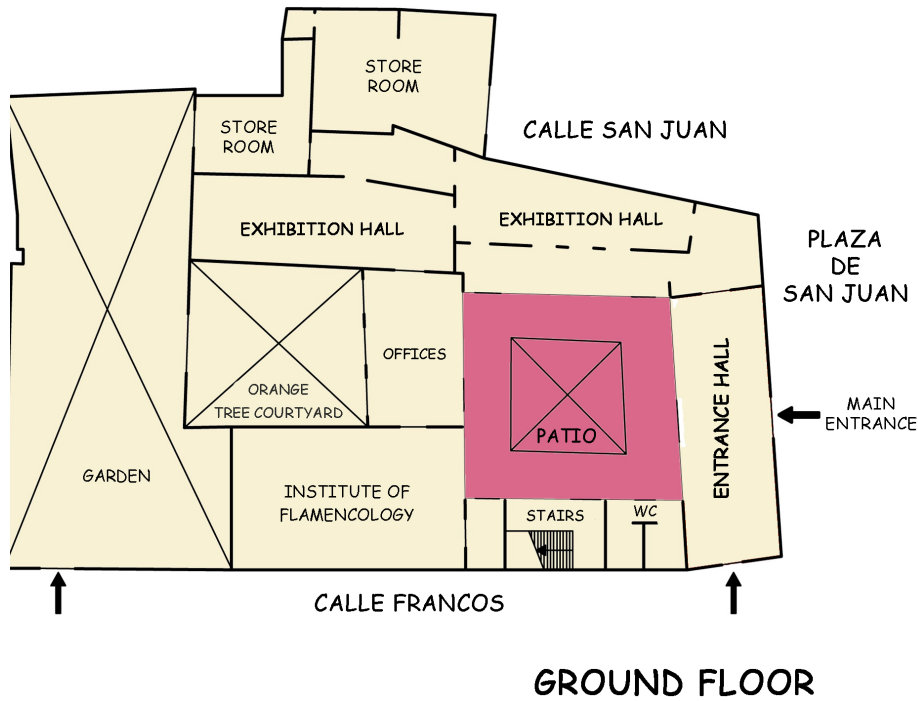 STORE
ROOM
STORE
ROOM
CALLE SAN JUAN
EXHIBITION HALL
EXHIBITION HALL
PLAZA
DE
SAN JUAN
OFFICES
ORANGE
TREE COURTYARD
PATIO
ENTRANCE HALL
MAIN
ENTRANCE
GARDEN
INSTITUTE OF
FLAMENCOLOGY
STAIRS
WC
CALLE FRANCOS
GROUND FLOOR